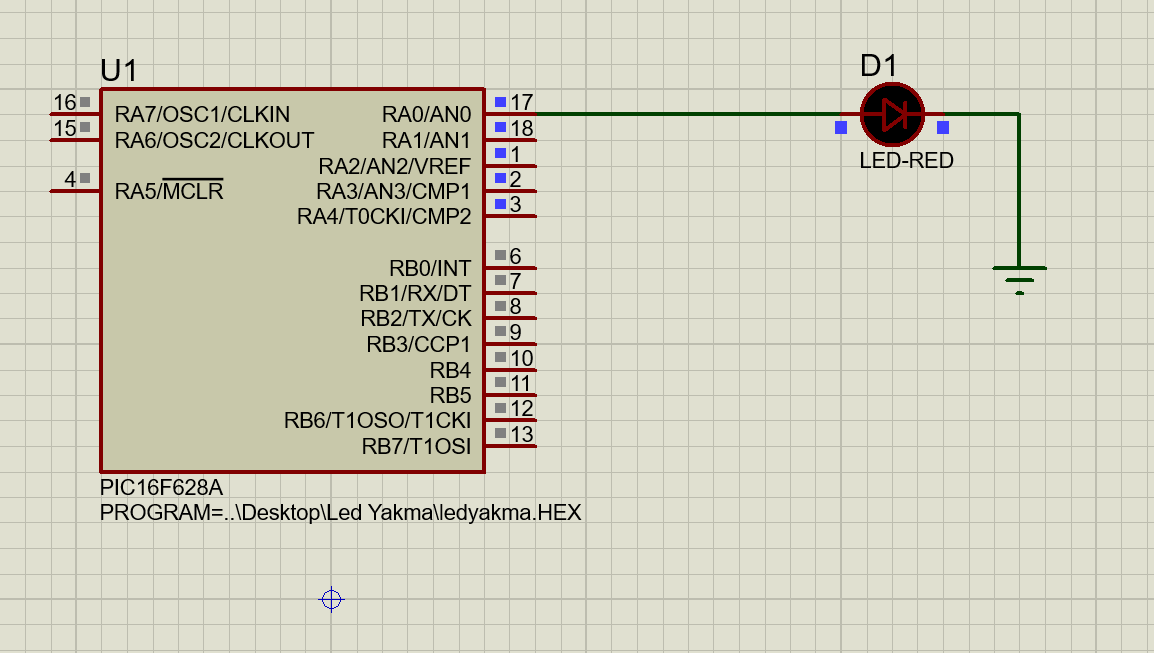 U1
D1
16 RA7/OSC1/CLKIN RA0/AN0 17
15 RA6/OSC2/CLKOUT RA1/AN1 18
RA2/AN2/VREF 1
4 RA5/MCLR RA3/AN3/CMP1 2
RA4/T0CKI/CMP2 3
LED-RED
RB0/INT 6
RB1/RX/DT 7
RB2/TX/CK 8
RB3/CCP1 9
RB4 10
RB5 11
RB6/T1OSO/T1CKI 12
RB7/T1OSI 13
PIC16F628A
PROGRAM=..\Desktop\Led Yakma\ledyakma.HEX